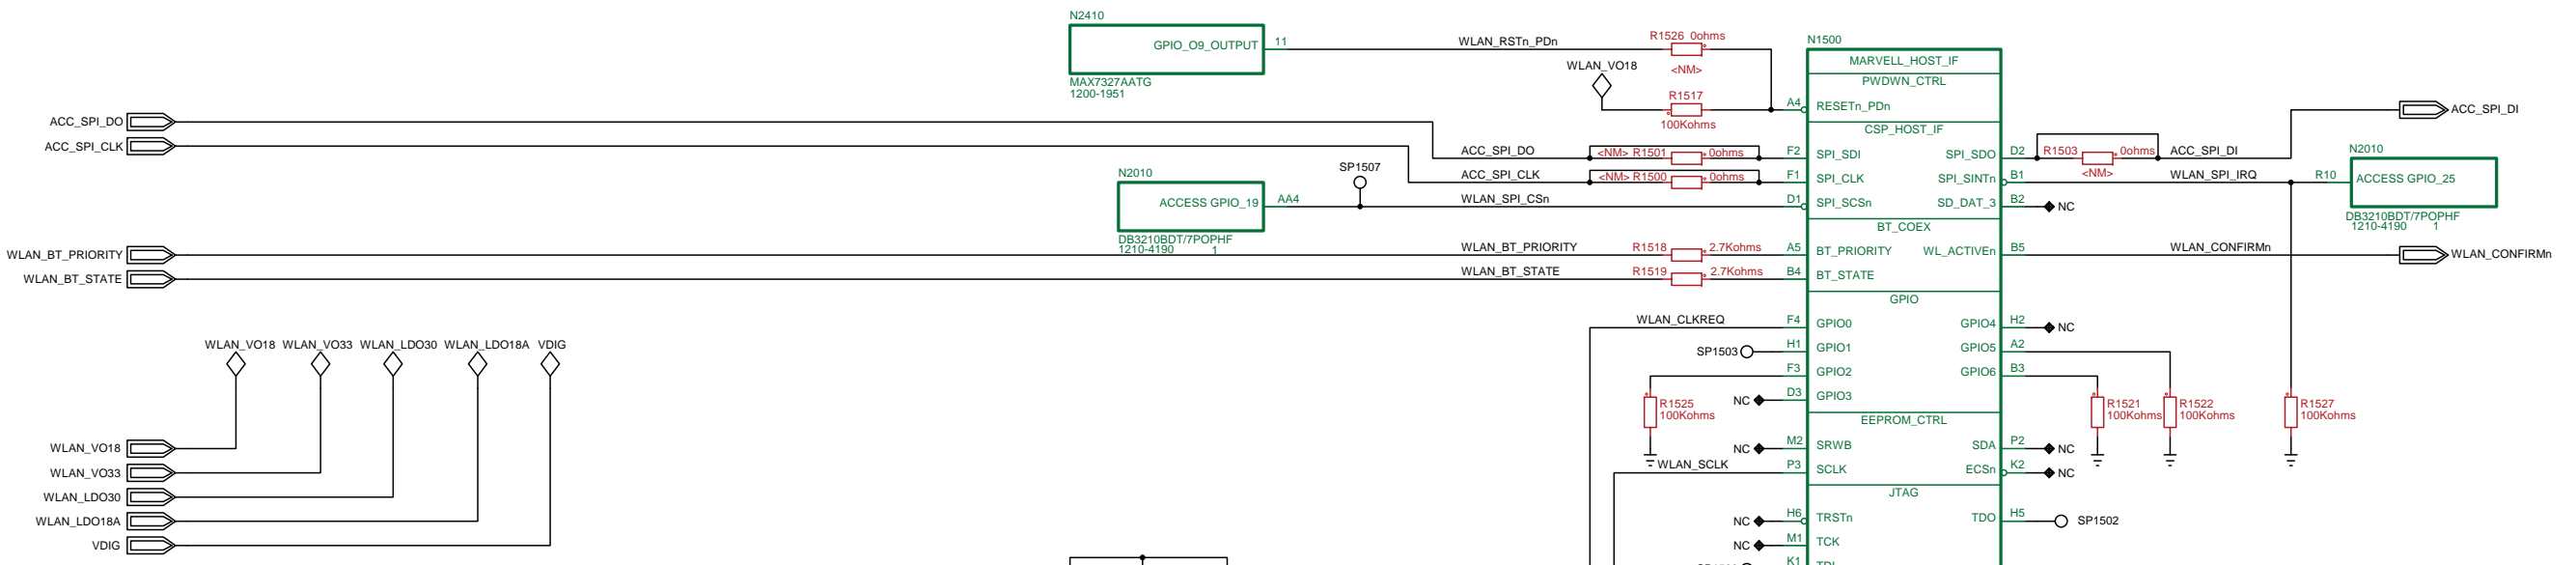 N2410
GPIO_O9_OUTPUT 11
MAX7327AATG
1200-1951
WLAN_RSTn_PDn
R1526 0ohms
<NM>
WLAN_VO18
R1517
100Kohms
N1500
MARVELL_HOST_IF
PWDWN_CTRL
A4 RESETn_PDn
ACC_SPI_DO
ACC_SPI_CLK
CSP_HOST_IF
ACC_SPI_DO <NM> R1501 0ohms F2 SPI_SDI
ACC_SPI_CLK <NM> R1500 0ohms F1 SPI_CLK
WLAN_SPI_CSn D1 SPI_SCSn
SP1507
N2010
ACCESS GPIO_19 AA4
DB3210BDT/7POPHF
1210-4190 1
SPI_SDO D2 R1503 0ohms ACC_SPI_DI
<NM>
ACC_SPI_DI
SPI_SINTn B1 WLAN_SPI_IRQ R10
SD_DAT_3 B2 NC
N2010
ACCESS GPIO_25
DB3210BDT/7POPHF
1210-4190 1
BT_COEX
WLAN_BT_PRIORITY WLAN_BT_PRIORITY R1518 2.7Kohms A5 BT_PRIORITY
WL_ACTIVEn B5 WLAN_CONFIRMn WLAN_CONFIRMn
WLAN_BT_STATE WLAN_BT_STATE R1519 2.7Kohms B4 BT_STATE
GPIO
WLAN_CLKREQ F4 GPIO0 GPIO4 H2 NC
SP1503 H1 GPIO1 GPIO5 A2
F3 GPIO2 GPIO6 B3
NC D3 GPIO3
R1525
100Kohms
R1521
100Kohms
R1522
100Kohms
R1527
100Kohms
WLAN_VO18 WLAN_VO33 WLAN_LDO30 WLAN_LDO18A VDIG
WLAN_VO18
WLAN_VO33
WLAN_LDO30
WLAN_LDO18A
VDIG
EEPROM_CTRL
NC M2 SRWB SDA P2 NC
WLAN_SCLK P3 SCLK ECSn K2 NC
JTAG
NC H6 TRSTn TDO H5 SP1502
NC M1 TCK
K1